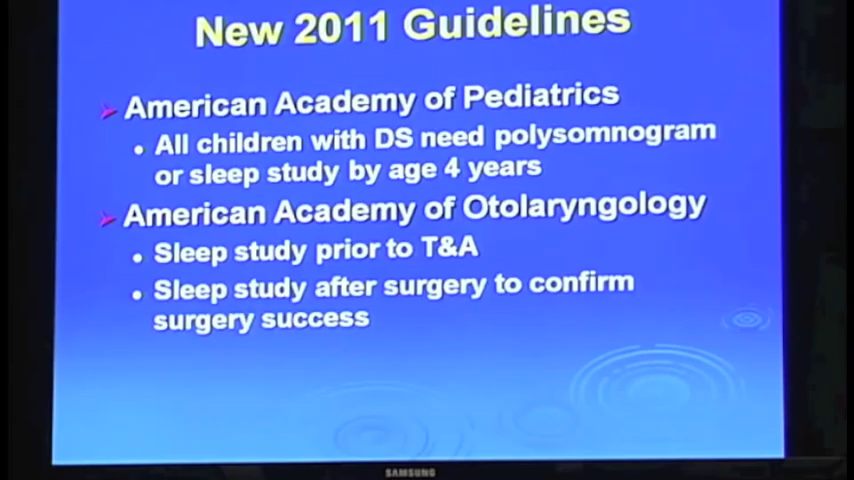 New 2011 Guidelines
American Academy of Pediatrics
• All children with DS need polysomnogram
or sleep study by age 4 years
American Academy of Otolaryngology
• Sleep study prior to T&A
• Sleep study after surgery to confirm
surgery success
SAMSUNG